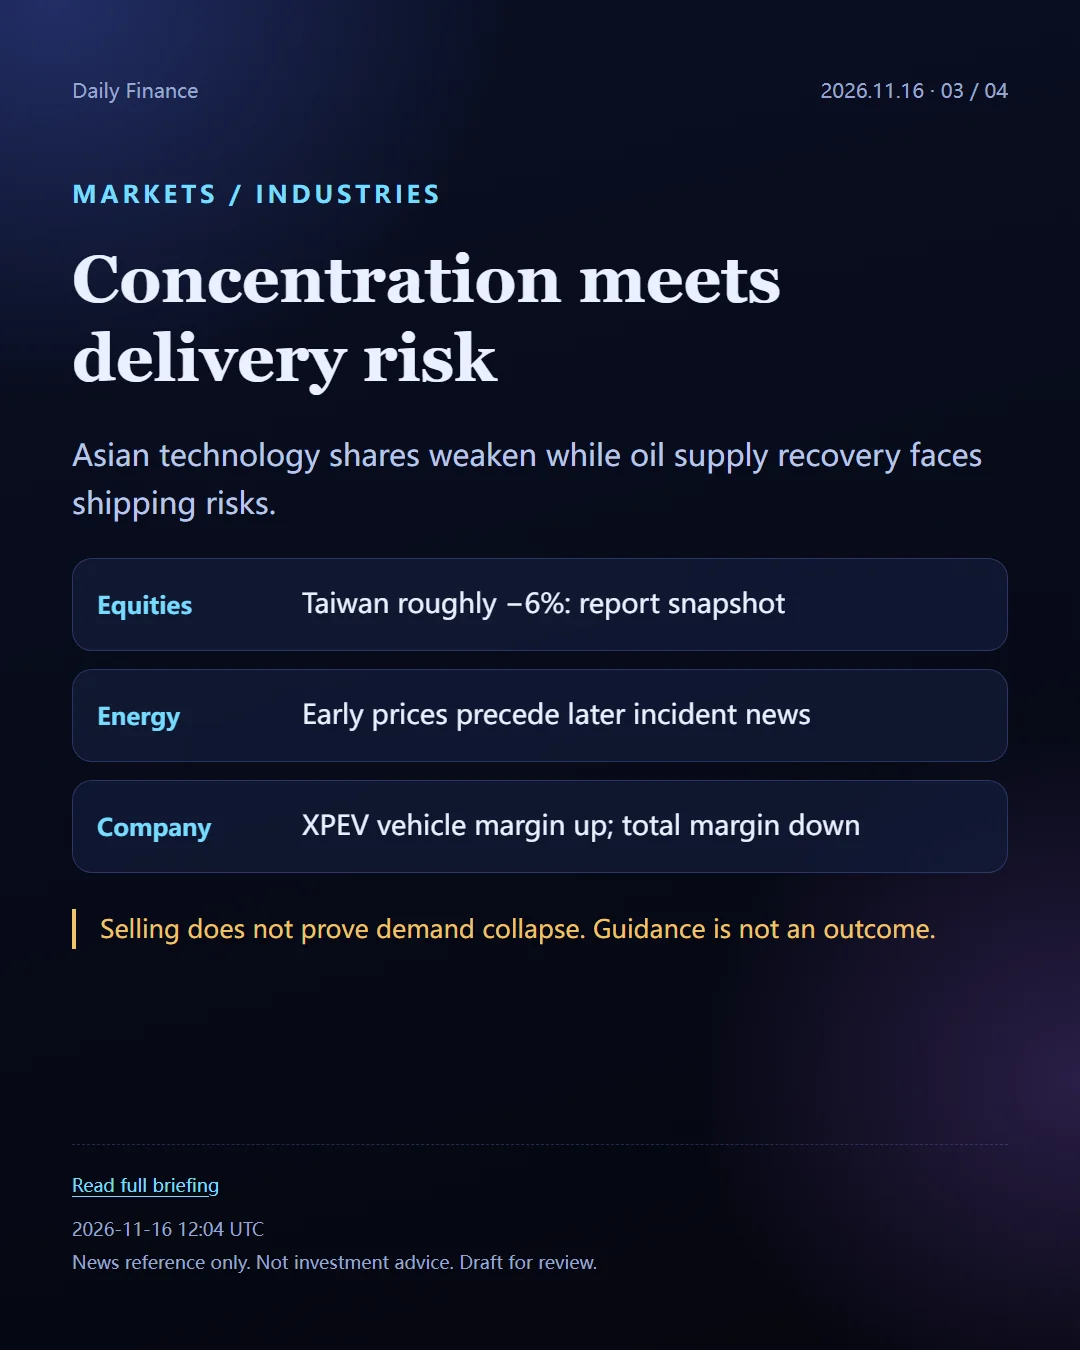 Daily Finance
2026.11.16 · 03 / 04
MARKETS / INDUSTRIES
Concentration meets
delivery risk
Asian technology shares weaken while oil supply recovery faces
shipping risks.
Equities
Taiwan roughly −6%: report snapshot
Energy
Early prices precede later incident news
Company
XPEV vehicle margin up; total margin down
Selling does not prove demand collapse. Guidance is not an outcome.
Read full briefing
2026-11-16 12:04 UTC
News reference only. Not investment advice. Draft for review.